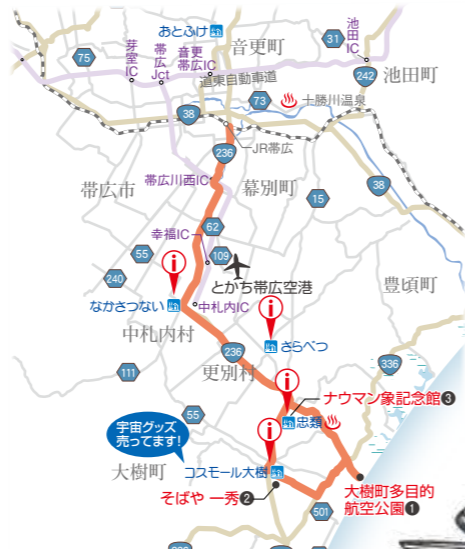 おとふけ
池田
IC
31
音更町
75
芽室
IC
帯広
Jct
音更
帯広IC
道東自動車道
242
池田町
73
十勝川温泉
38
236
JR帯広
帯広川西IC
帯広市
幕別町
15
38
62
幸福IC
55
109
とかち帯広空港
240
豊頃町
なかさつない
中札内IC
中札内村
さらべつ
236
更別村
336
111
ナウマン象記念館❸
55
忠類
宇宙グッズ
売ってます!
大樹町
コスモール大樹
そばや 一秀❷
大樹町多目的
航空公園❶
501